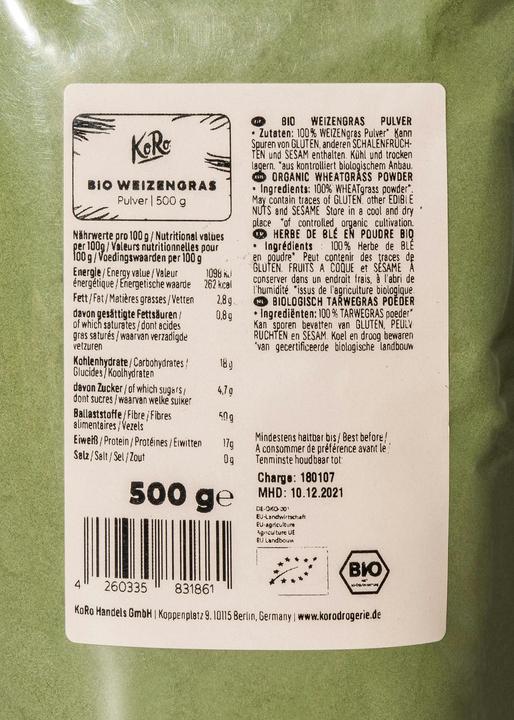 KoRo
BIO WEIZENGRAS
Pulver | 500 g
Nährwerte pro 100 g / Nutritional values
per 100g / Valeurs nutritionnelles pour
100 g / Voedingswaarden per 100 g
Energie / Energy value / Valeur 1098 kJ
énergétique / Energetische waarde 262 kcal
Fett / Fat / Matières grasses / Vetten 2,8 g
davon gesättigte Fettsäuren / 0,8 g
of which saturates / dont acides
gras saturés / waarvan verzadigde
vetzuren
Kohlenhydrate / Carbohydrates / 18 g
Glucides / Koolhydraten
davon Zucker / of which sugars / 4,7 g
dont sucres / waarvan welke suiker
Ballaststoffe / Fibre / Fibres 50 g
alimentaires / Vezels
Eiweiß / Protein / Protéines / Eiwitten 17g
Salz / Salt / Sel / Zout 0 g
500 g e
4 260335 831861
DE BIO WEIZENGRAS PULVER
• Zutaten: 100% WEIZENgras Pulver* Kann
Spuren von GLUTEN, anderen SCHALENFRÜCH-
TEN und SESAM enthalten. Kühl und trocken
lagern. *aus kontrolliert biologischem Anbau.
ORGANIC WHEATGRASS POWDER
• Ingredients: 100% WHEATgrass powder*.
May contain traces of GLUTEN, other EDIBLE
NUTS and SESAME Store in a cool and dry
place *of controlled organic cultivation.
HERBE DE BLÉ EN POUDRE BIO
• Ingrédients : 100% Herbe de BLÉ
en poudre* Peut contenir des traces de
GLUTEN, FRUITS A COQUE et SÉSAME À
conserver dans un endroit frais, à l'abri de
l'humidité *issus de l'agriculture biologique.
NL BIOLOGISCH TARWEGRAS POEDER
• Ingrediënten: 100 % TARWEGRAS poeder*
Kan sporen bevatten van GLUTEN, PEULV
RUCHTEN en SESAM. Koel en droog bewaren
*van gecertificeerde biologische landbouw
Mindestens haltbar bis / Best before /
A consommer de préférence avant le /
Tenminste houdbaar tot:
Charge: 180107
MHD: 10.12.2021
DE-ÖKO-001
EU-Landwirtschaft
EU-agriculture
Agriculture UE
EU Landbouw
BIO
KoRo Handels GmbH | Koppenplatz 9, 10115 Berlin, Germany | www.korodrogerie.de